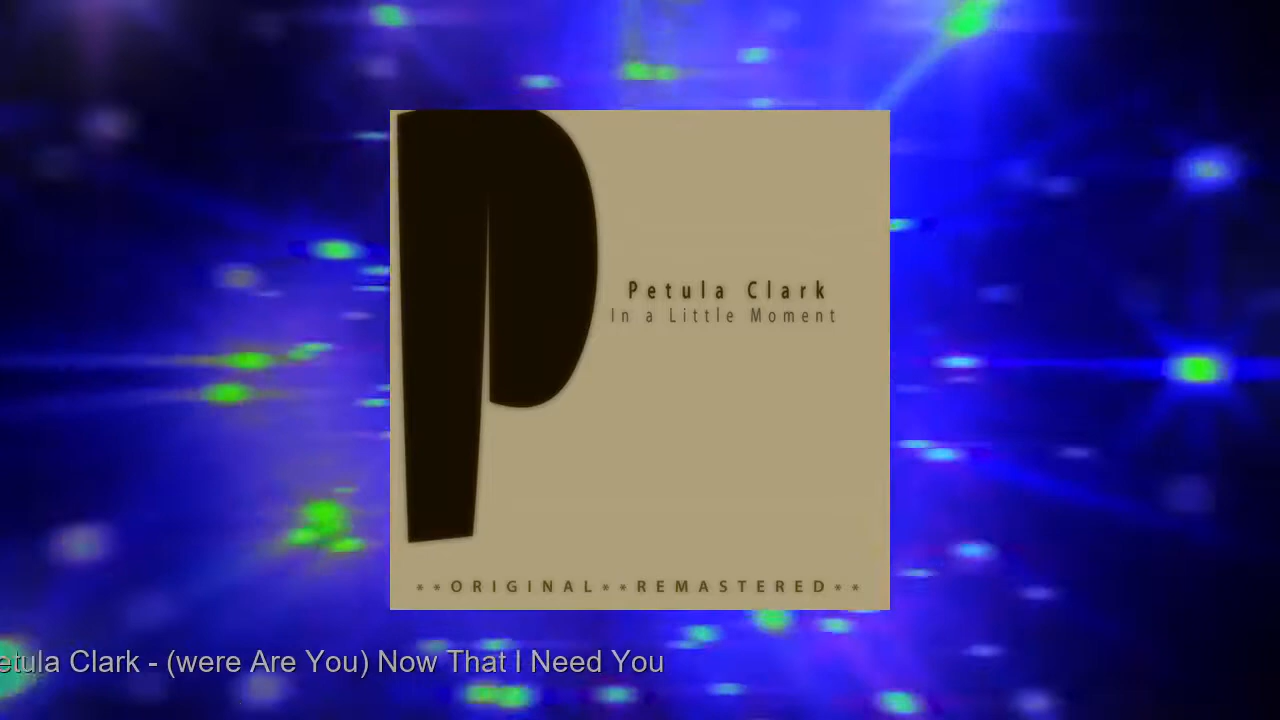 Petula Clark
In a Little Moment
**ORIGINAL**REMASTERED**
etula Clark - (were Are You) Now That I Need You